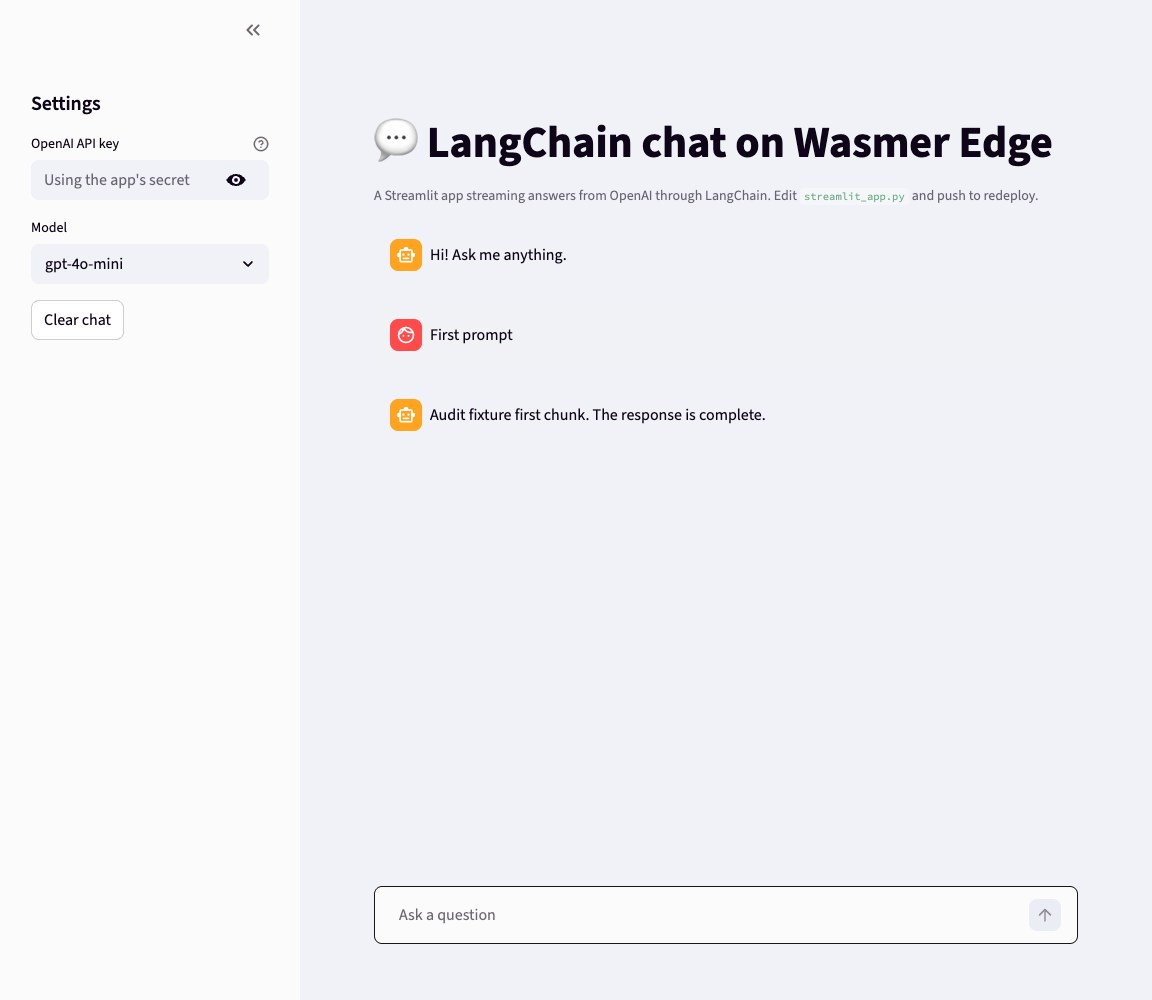 Settings
OpenAI API key
Using the app's secret
Model
gpt-4o-mini
Clear chat
LangChain chat on Wasmer Edge
A Streamlit app streaming answers from OpenAI through LangChain. Edit streamlit_app.py and push to redeploy.
Hi! Ask me anything.
First prompt
Audit fixture first chunk. The response is complete.
Ask a question